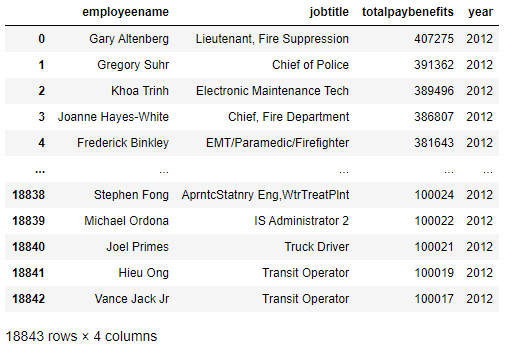 employeename jobtitle totalpaybenefits year
0 Gary Altenberg Lieutenant, Fire Suppression 407275 2012
1 Gregory Suhr Chief of Police 391362 2012
2 Khoa Trinh Electronic Maintenance Tech 389496 2012
3 Joanne Hayes-White Chief, Fire Department 386807 2012
4 Frederick Binkley EMT/Paramedic/Firefighter 381643 2012
... ... ... ... ...
18838 Stephen Fong AprntcStatnry Eng,WtrTreatPlnt 100024 2012
18839 Michael Ordona IS Administrator 2 100022 2012
18840 Joel Primes Truck Driver 100021 2012
18841 Hieu Ong Transit Operator 100019 2012
18842 Vance Jack Jr Transit Operator 100017 2012
18843 rows × 4 columns